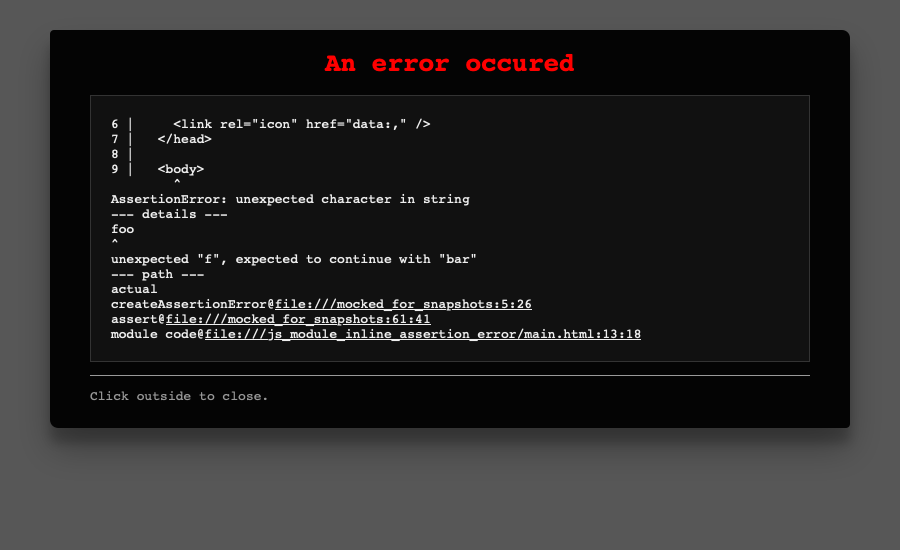 An error occured
6 |     <link rel="icon" href="data:," />
7 |   </head>
8 |
9 |   <body>
        ^
AssertionError: unexpected character in string
--- details ---
foo
^
unexpected "f", expected to continue with "bar"
--- path ---
actual
createAssertionError@file:///mocked_for_snapshots:5:26
assert@file:///mocked_for_snapshots:61:41
module code@file:///js_module_inline_assertion_error/main.html:13:18
Click outside to close.